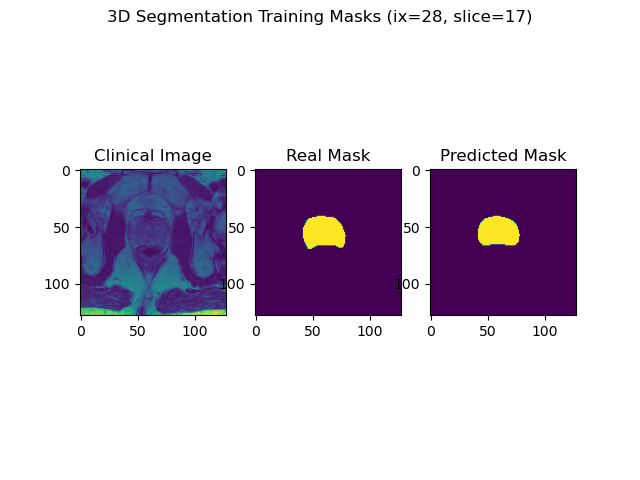 3D Segmentation Training Masks (ix=28, slice=17)
Clinical Image Real Mask Predicted Mask
0 0 0
50 50 50
100 100 100
0 50 100 0 50 100 0 50 100